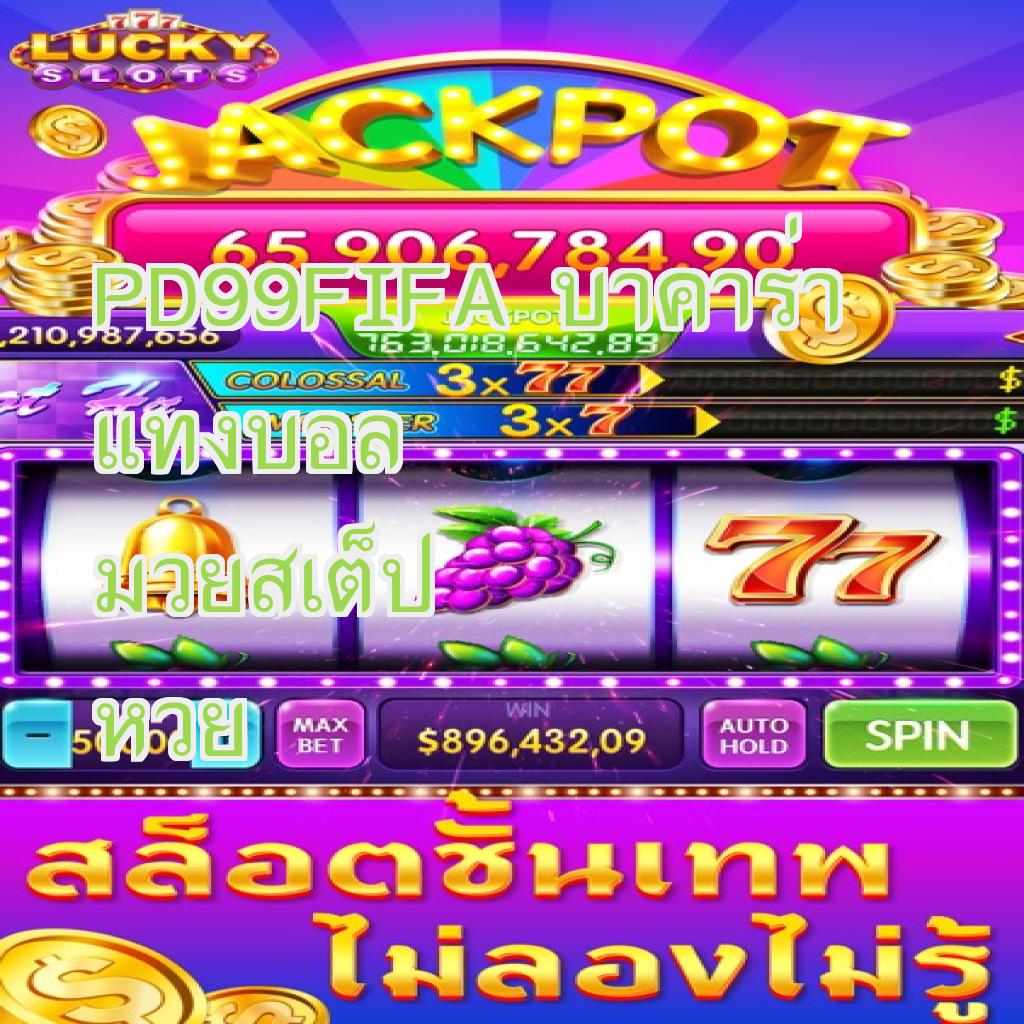 777
LUCKY
SLOTS
JACKPOT
65,906,784.90
PD99FIFA บาคาร่า
JACKPOT
,210,987,656
763,018,642.89
COLOSSAL 3x77 $
3x7 $
แทงบอล
77
มวยสเต็ป
หวย
- MAX BET
WIN
$896,432,09
AUTO HOLD
SPIN
สล็อตชั้นเทพ
ไม่ลองไม่รู้